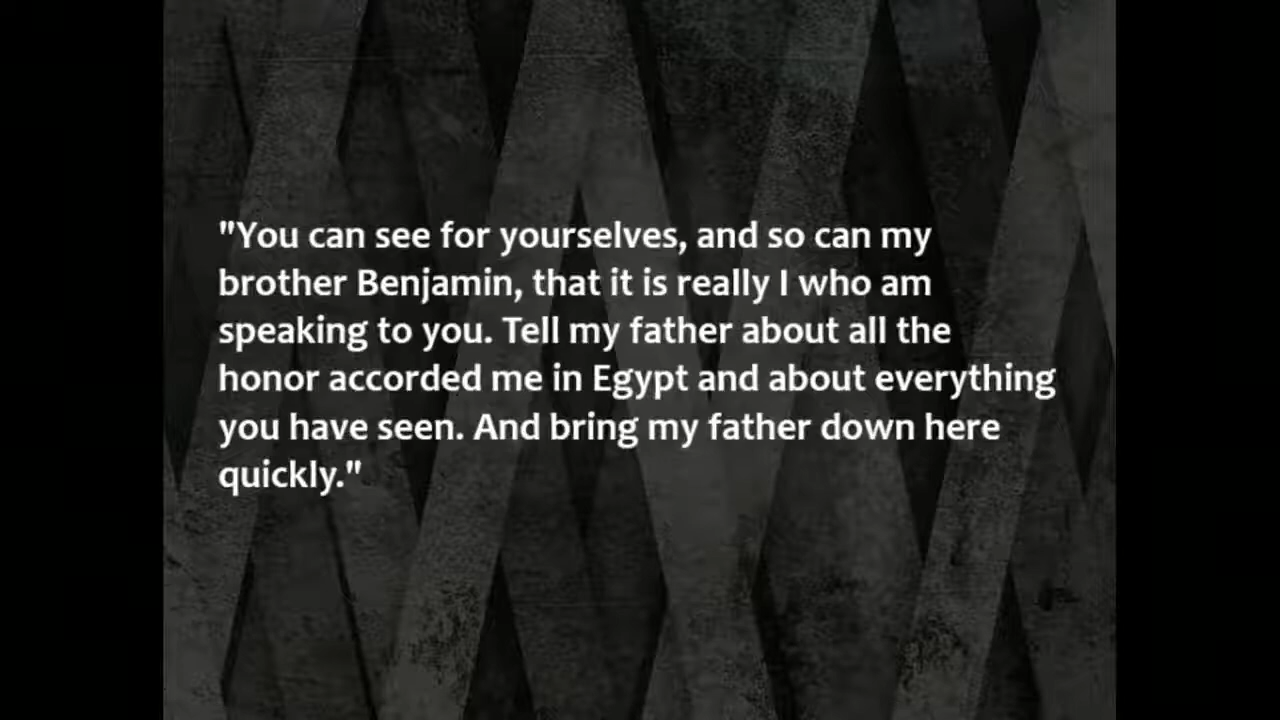 "You can see for yourselves, and so can my
brother Benjamin, that it is really I who am
speaking to you. Tell my father about all the
honor accorded me in Egypt and about everything
you have seen. And bring my father down here
quickly."